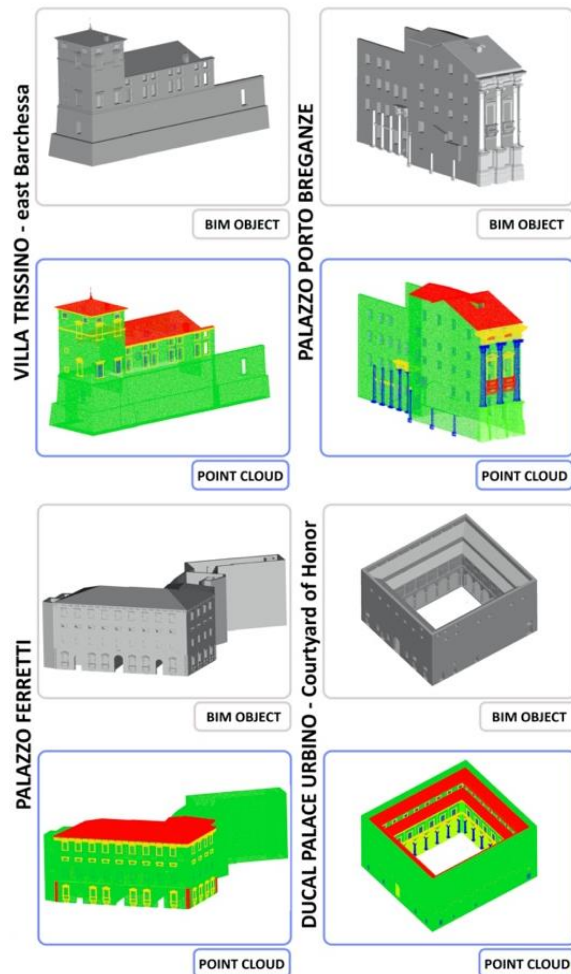 VILLA TRISSINO - east Barchessa
BIM OBJECT
POINT CLOUD
PALAZZO PORTO BREGANZE
BIM OBJECT
POINT CLOUD
PALAZZO FERRETTI
BIM OBJECT
POINT CLOUD
DUCAL PALACE URBINO - Courtyard of Honor
BIM OBJECT
POINT CLOUD